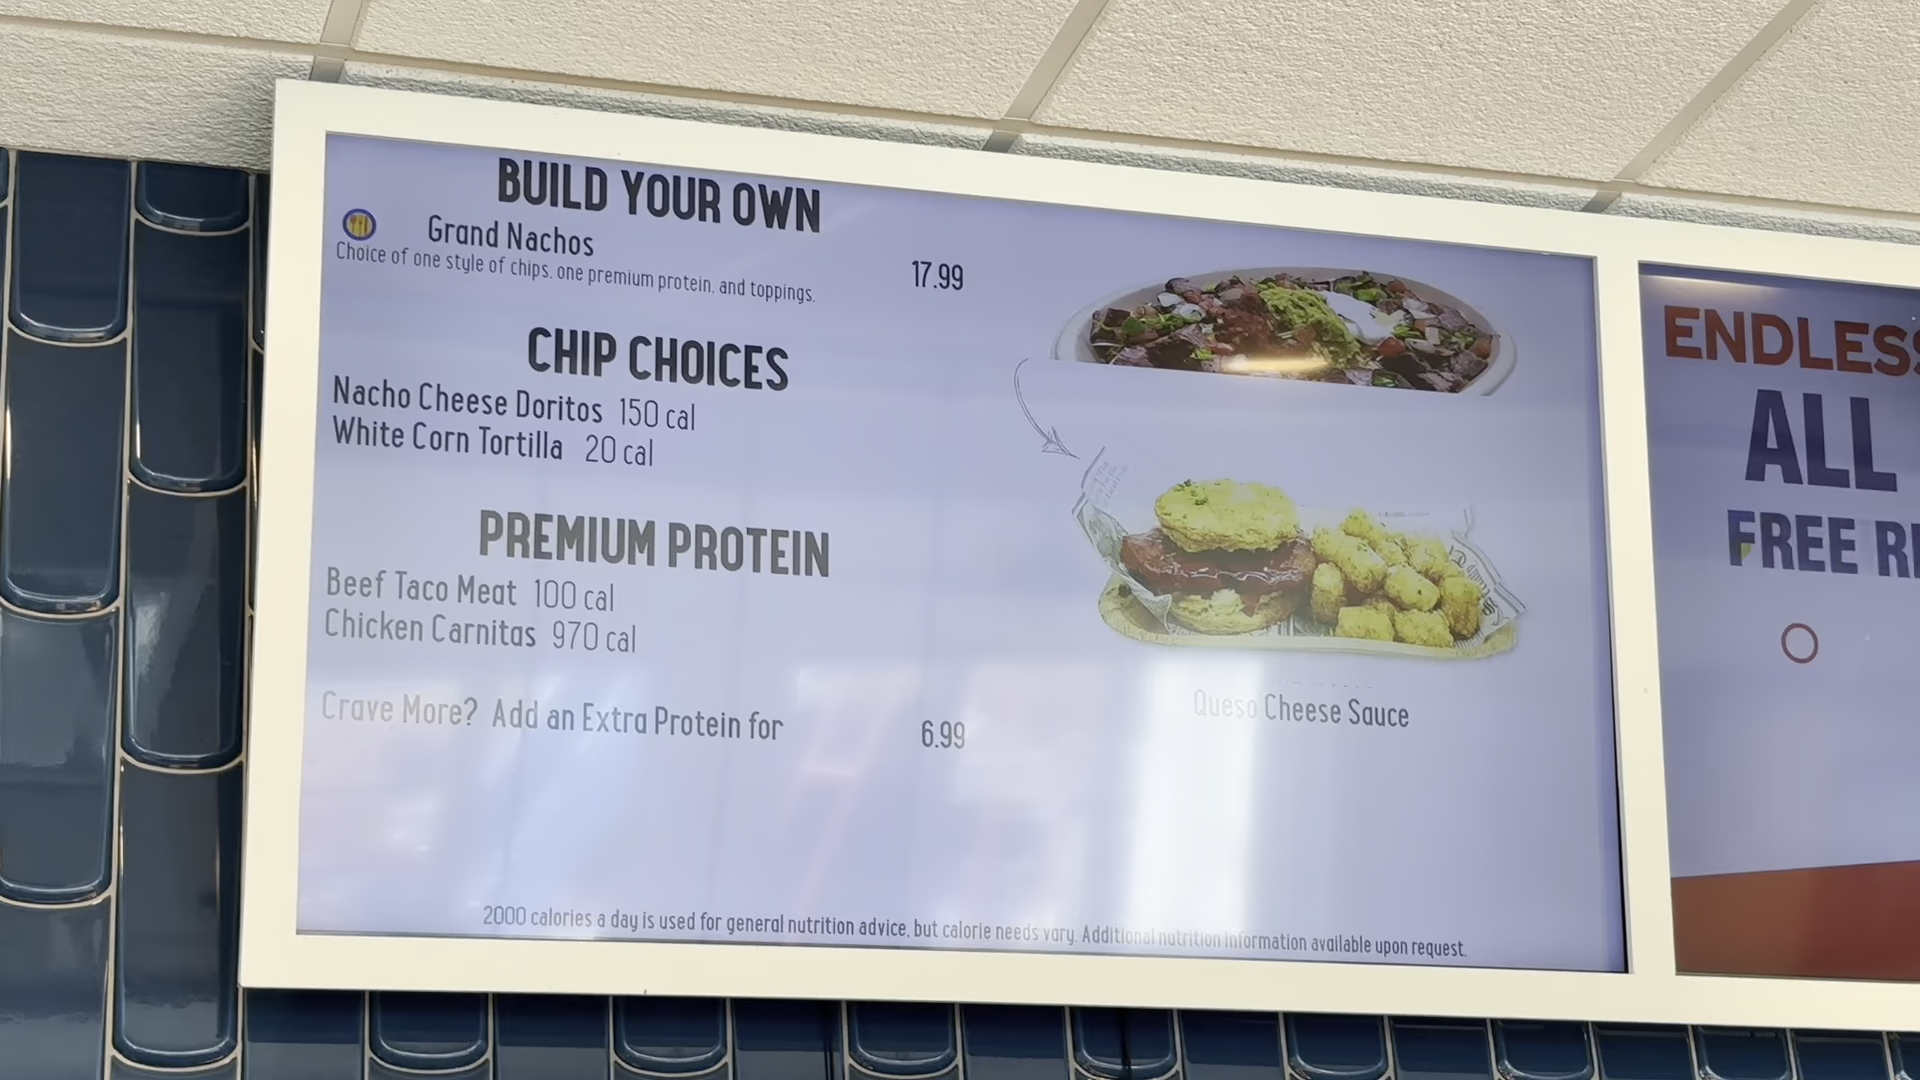 BUILD YOUR OWN
Grand Nachos
Choice of one style of chips, one premium protein, and toppings.
17.99
CHIP CHOICES
Nacho Cheese Doritos 150 cal
White Corn Tortilla 20 cal
PREMIUM PROTEIN
Beef Taco Meat 100 cal
Chicken Carnitas 970 cal
Crave More? Add an Extra Protein for 6.99
Queso Cheese Sauce
2000 calories a day is used for general nutrition advice, but calorie needs vary. Additional nutrition information available upon request.
ENDLESS
ALL
FREE